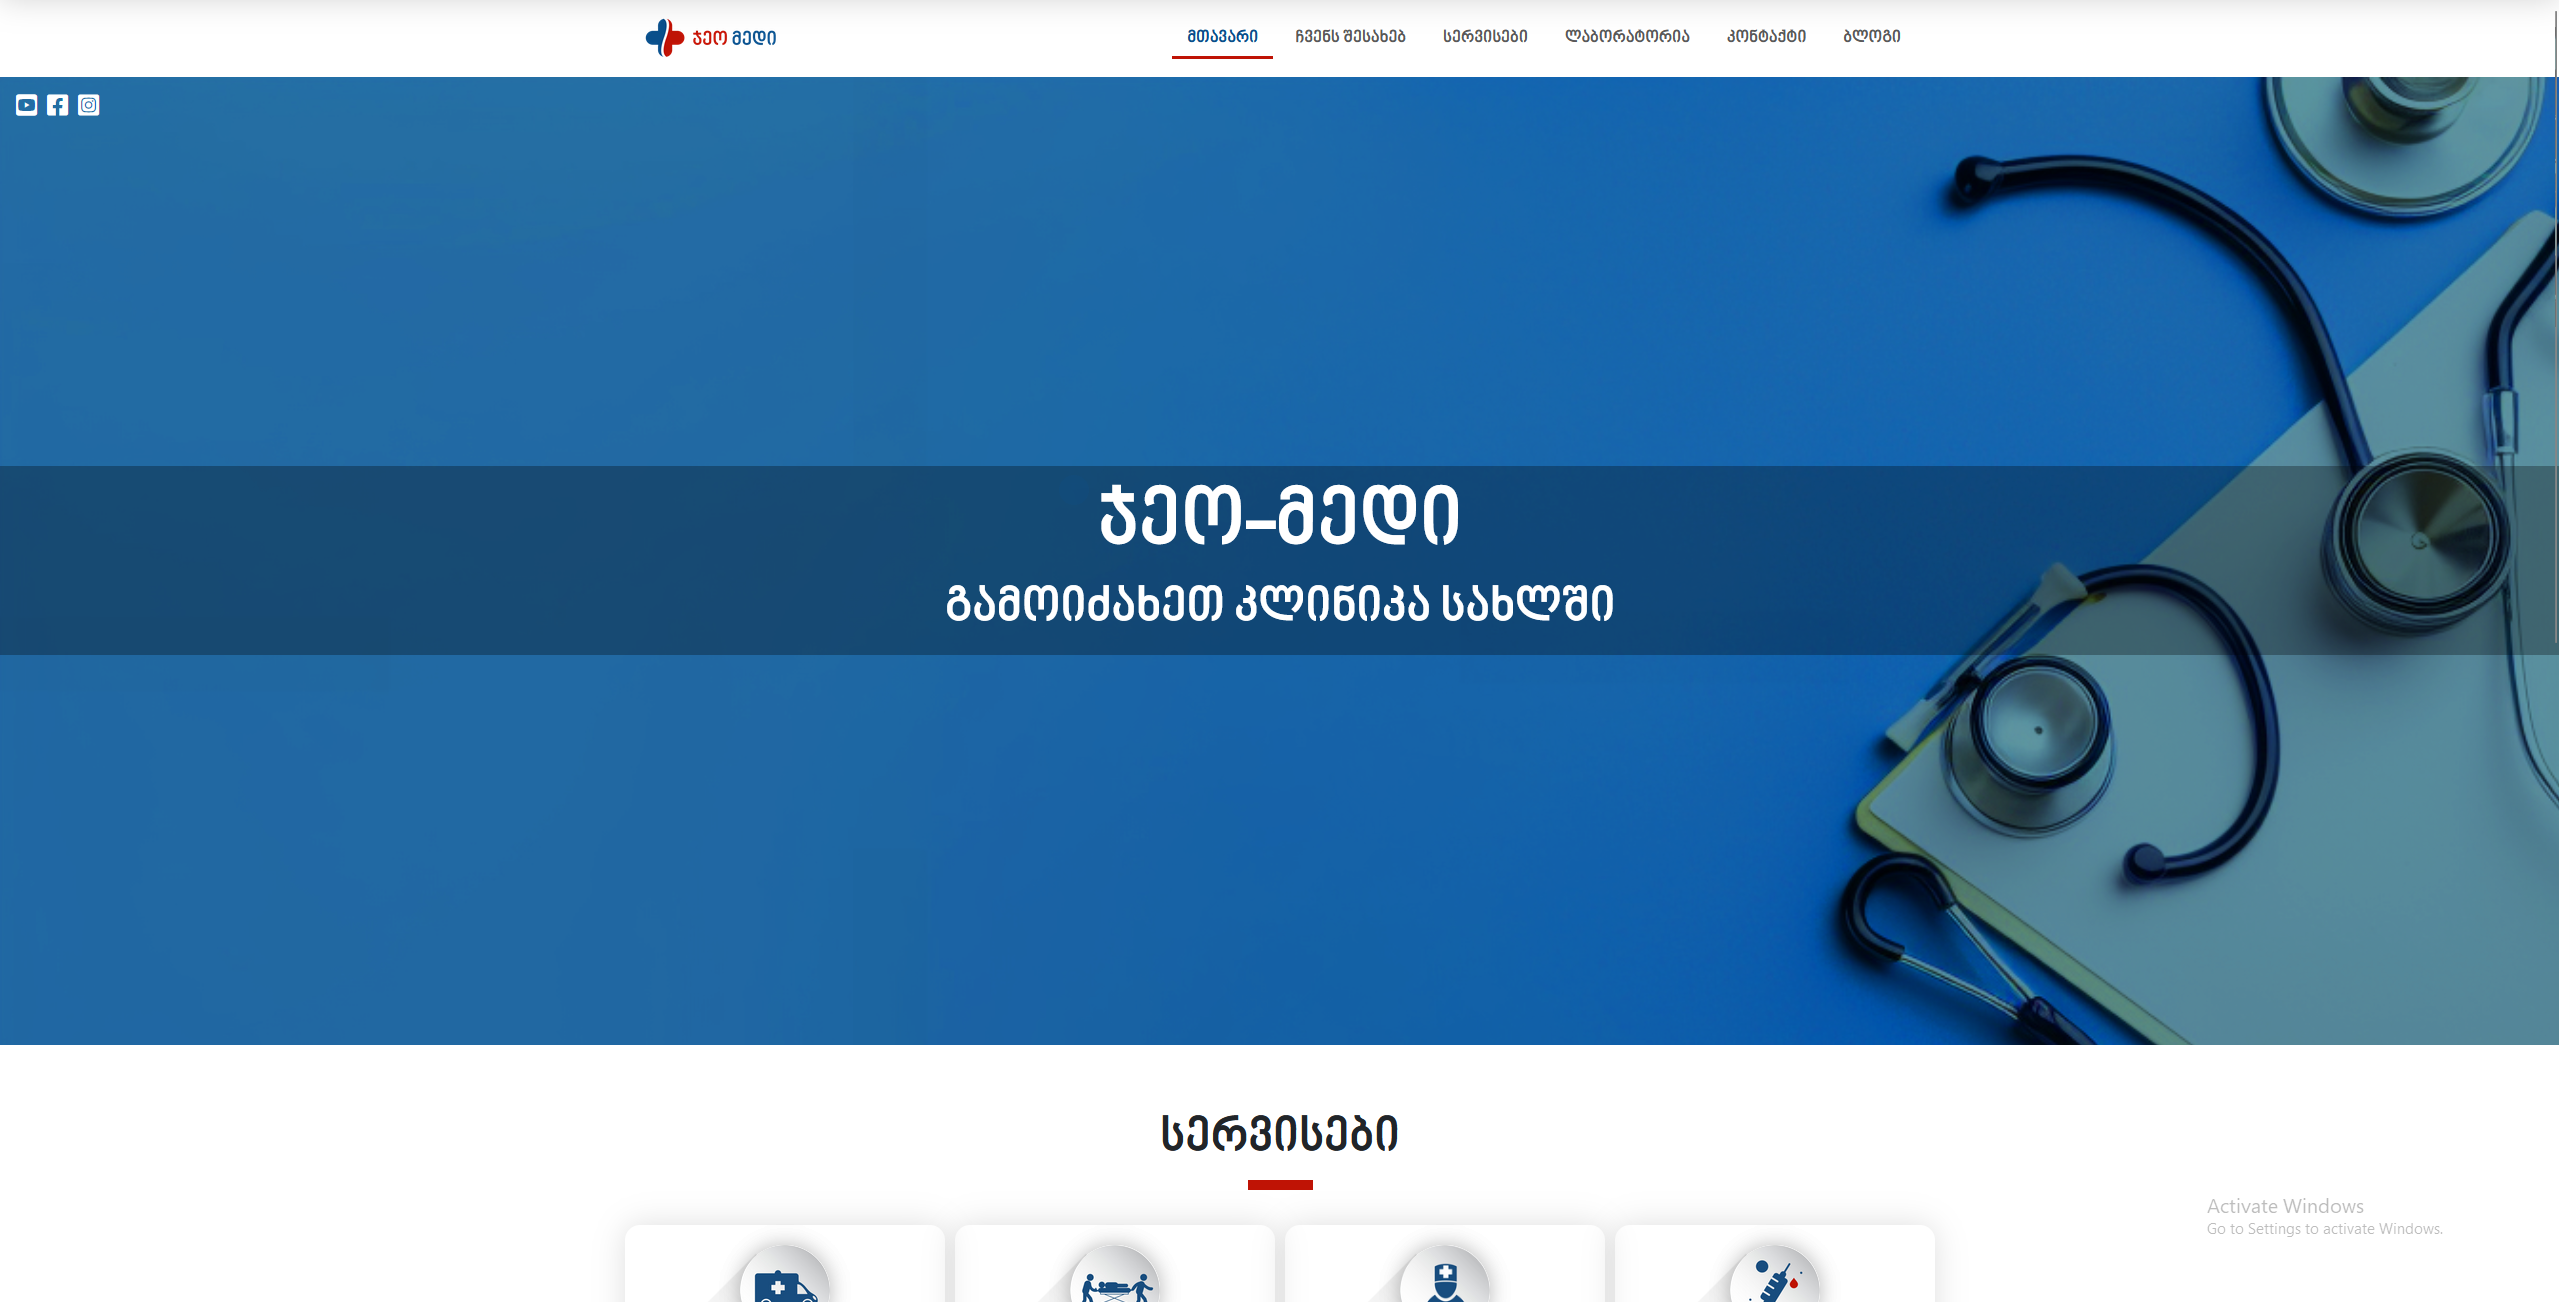 ჯეო მედი
მთავარი ჩვენს შესახებ სერვისები ლაბორატორია კონტაქტი ბლოგი
ჯეო-მედი
გამოიძახეთ კლინიკა სახლში
სერვისები
Activate Windows
Go to Settings to activate Windows.